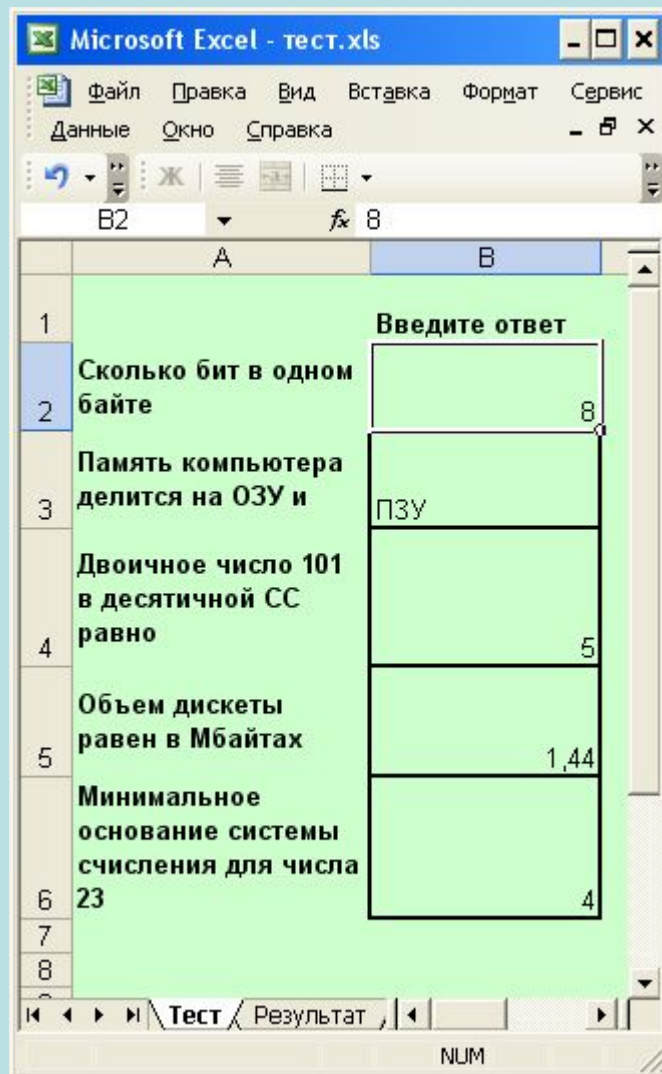 Microsoft Excel - тест.xls
Файл Правка Вид Вставка Формат Сервис
Данные Окно Справка
Ж
B2 fx 8
A B
1 Введите ответ
Сколько бит в одном
2 байте 8
Память компьютера
делится на ОЗУ и
3 ПЗУ
Двоичное число 101
в десятичной СС
4 равно 5
Объем дискеты
равен в Мбайтах
5 1,44
Минимальное
основание системы
счисления для числа
6 23 4
7
8
Тест Результат
NUM